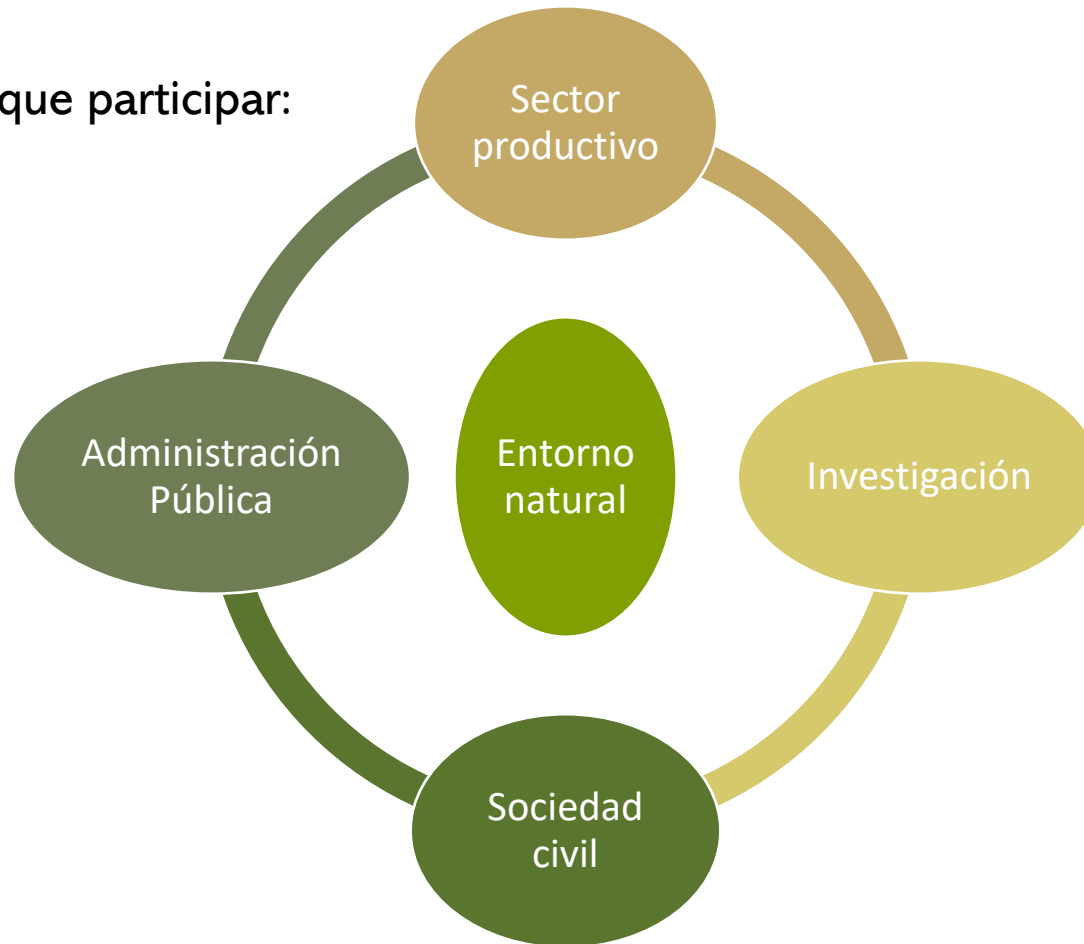 que participar:
Sector
productivo
Administración
Pública
Entorno
natural
Investigación
Sociedad
civil